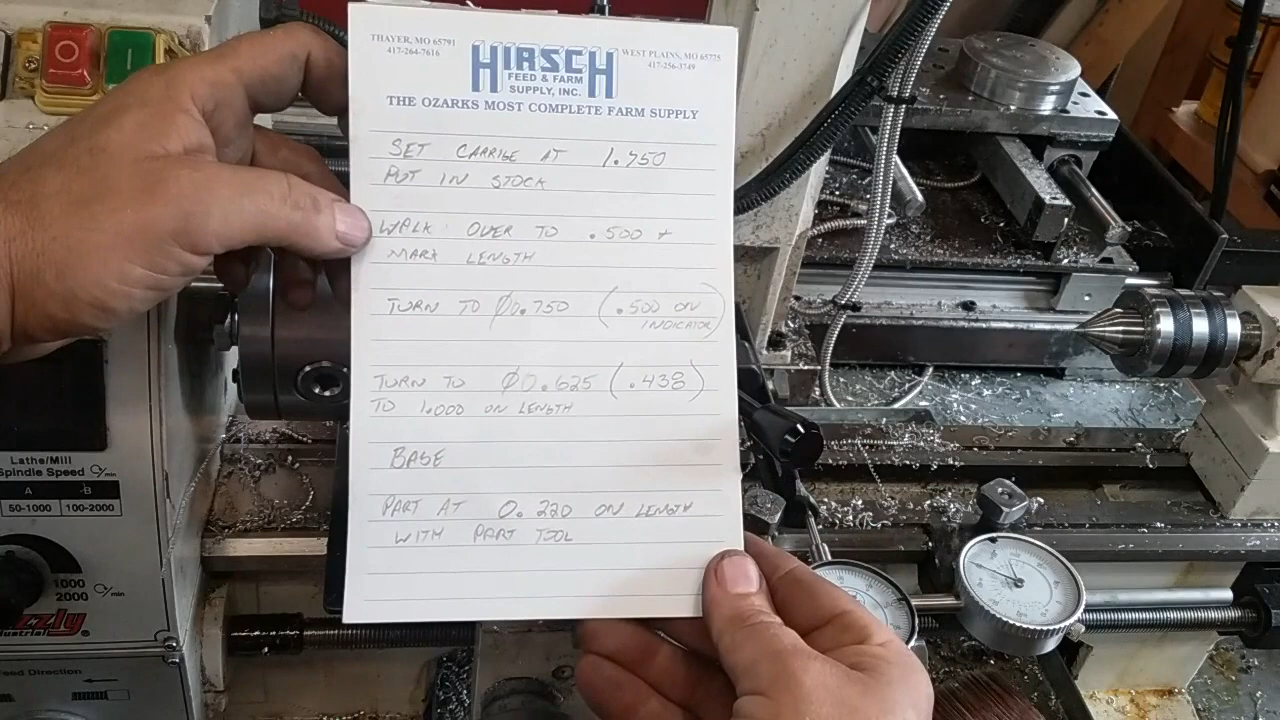 THAYER, MO 65791
417-264-7616
HIRSCH
FEED & FARM
SUPPLY, INC.
WEST PLAINS, MO 65775
417-256-3749
THE OZARKS MOST COMPLETE FARM SUPPLY
SET CARRIGE AT 1.750
PUT IN STOCK
WALK OVER TO .500 +
MARK LENGTH
TURN TO Ø0.750 (.500 ON
INDICATOR)
TURN TO Ø0.625 (.438)
TO 1.000 ON LENGTH
BASE
PART AT 0.220 ON LENGTH
WITH PART TOOL
Lathe/Mill
Spindle Speed /min
A B
50-1000 100-2000
1000
2000 /min
zzly
dustrial
Feed Direction